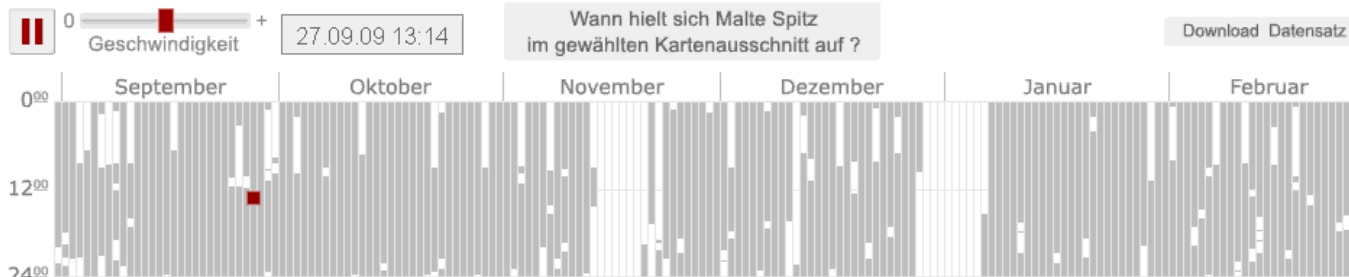 0 +
Geschwindigkeit
27.09.09 13:14
Wann hielt sich Malte Spitz
im gewählten Kartenausschnitt auf ?
Download Datensatz
September Oktober November Dezember Januar Februar
0⁰⁰
12⁰⁰
24⁰⁰